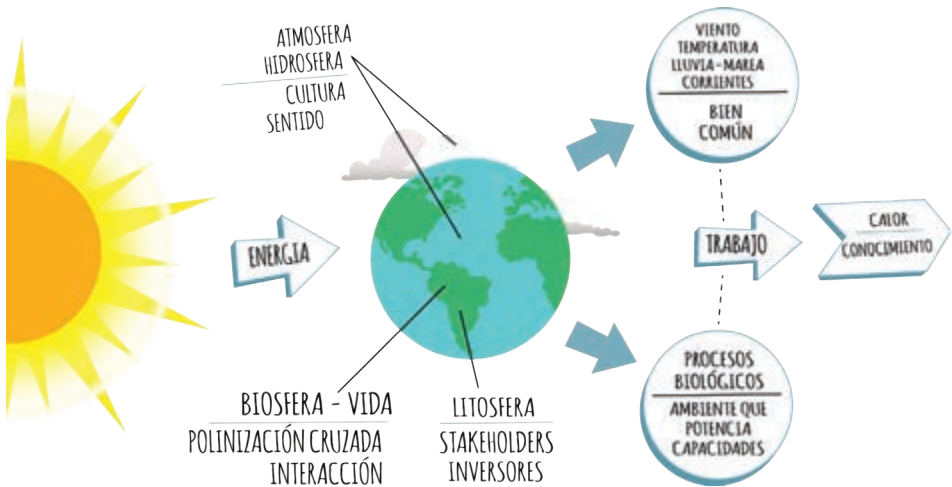 ATMOSFERA
HIDROSFERA
CULTURA
SENTIDO
VIENTO
TEMPERATURA
LLUVIA - MAREA
CORRIENTES
BIEN
COMÚN
ENERGIA
TRABAJO
CALOR
CONOCIMIENTO
BIOSFERA - VIDA
POLINIZACIÓN CRUZADA
INTERACCIÓN
LITOSFERA
STAKEHOLDERS
INVERSORES
PROCESOS
BIOLÓGICOS
AMBIENTE QUE
POTENCIA
CAPACIDADES